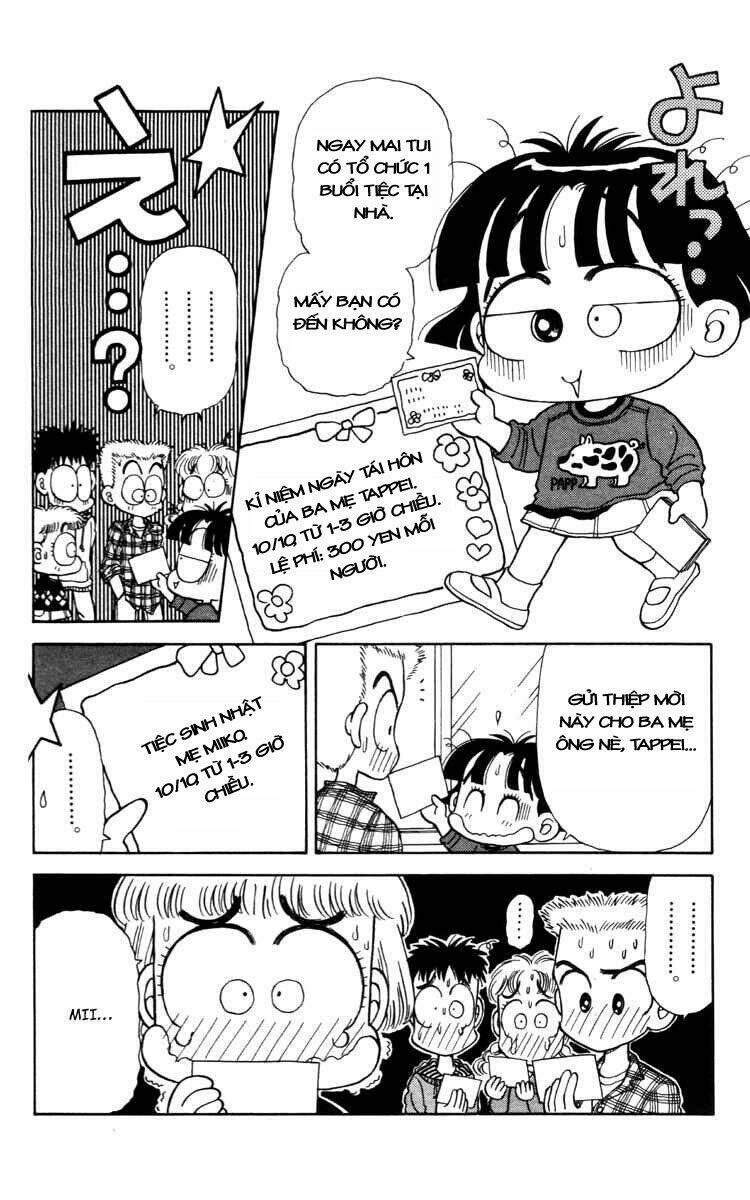 よれっ··
NGAY MAI TUI
CÓ TỔ CHỨC 1
BUỔI TIỆC TẠI
NHÀ.
MẤY BẠN CÓ
ĐẾN KHÔNG?
PAPP
KỈ NIỆM NGÀY TÁI HÔN
CỦA BA MẸ TAPPEI.
10/10, TỪ 1-3 GIỜ CHIỀU.
LỆ PHÍ: 300 YEN MỖI
NGƯỜI.
え…?
............
GỬI THIỆP MỜI
NÀY CHO BA MẸ
ÔNG NÈ, TAPPEI...
TIỆC SINH NHẬT
MẸ MIIKO.
10/10, TỪ 1-3 GIỜ
CHIỀU.
............
............
......
MII...